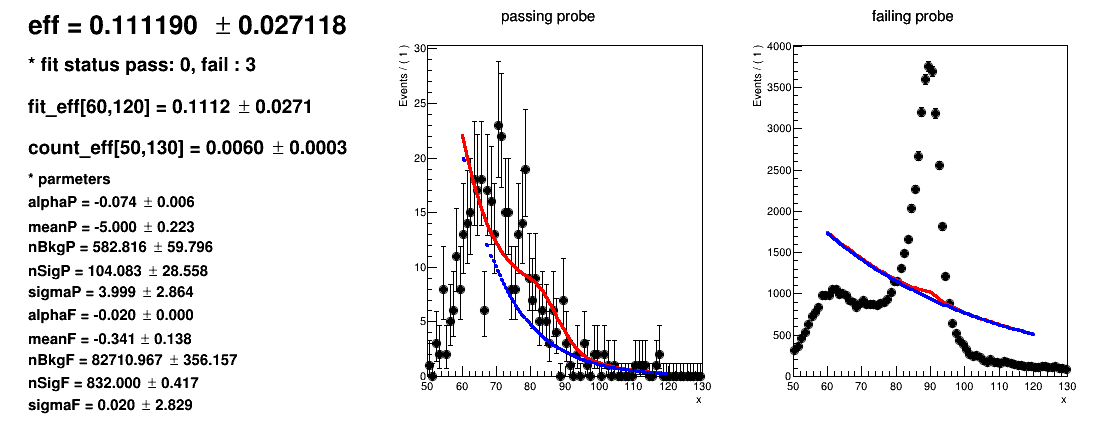 eff = 0.111190 ± 0.027118
* fit status pass: 0, fail : 3
fit_eff[60,120] = 0.1112 ± 0.0271
count_eff[50,130] = 0.0060 ± 0.0003
* parmeters
alphaP = -0.074 ± 0.006
meanP = -5.000 ± 0.223
nBkgP = 582.816 ± 59.796
nSigP = 104.083 ± 28.558
sigmaP = 3.999 ± 2.864
alphaF = -0.020 ± 0.000
meanF = -0.341 ± 0.138
nBkgF = 82710.967 ± 356.157
nSigF = 832.000 ± 0.417
sigmaF = 0.020 ± 2.829
passing probe
Events / ( 1 )
30
25
20
15
10
5
0
50 60 70 80 90 100 110 120 130
x
failing probe
Events / ( 1 )
4000
3500
3000
2500
2000
1500
1000
500
0
50 60 70 80 90 100 110 120 130
x